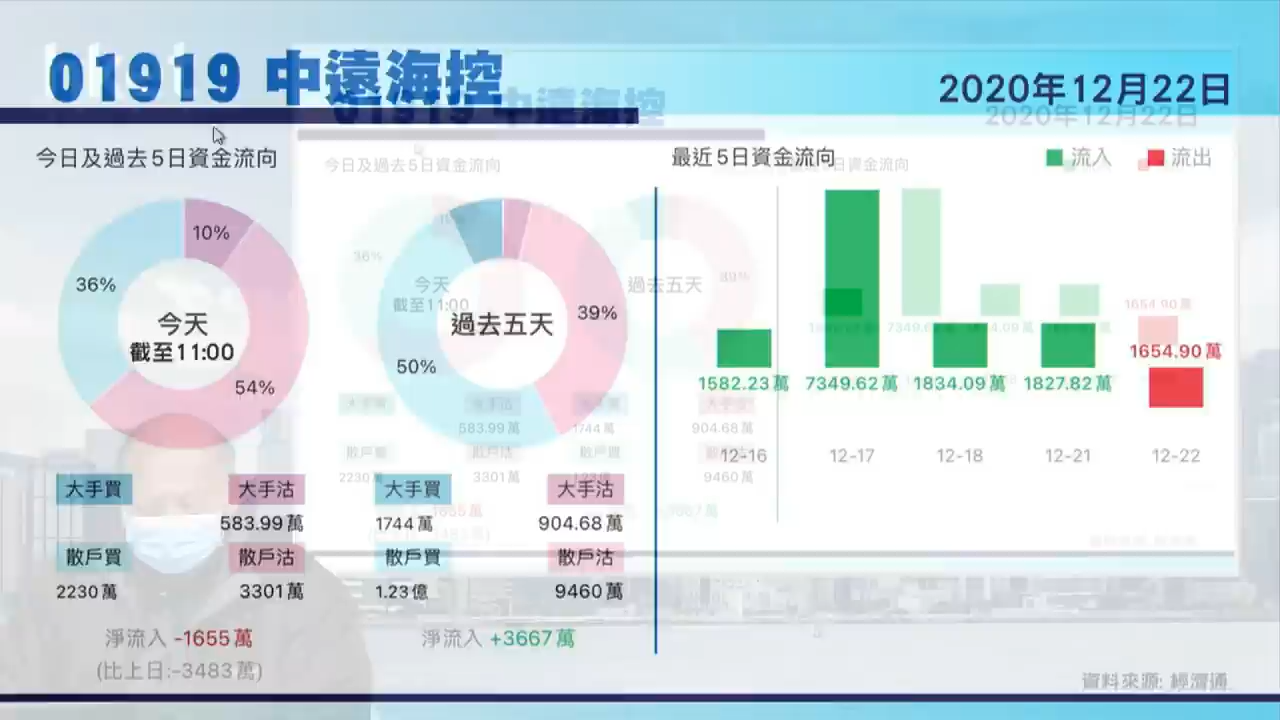 01919 中遠海控
2020年12月22日
今日及過去5日資金流向
10%
36%
今天
截至11:00
54%
39%
過去五天
50%
大手買
大手沽
583.99萬
散戶買
散戶沽
2230萬
3301萬
淨流入 -1655萬
(比上日:-3483萬)
大手買
大手沽
1744萬
904.68萬
散戶買
散戶沽
1.23億
9460萬
淨流入 +3667萬
最近5日資金流向
流入
流出
1582.23萬
7349.62萬
1834.09萬
1827.82萬
1654.90萬
12-16
12-17
12-18
12-21
12-22
資料來源: 經濟通